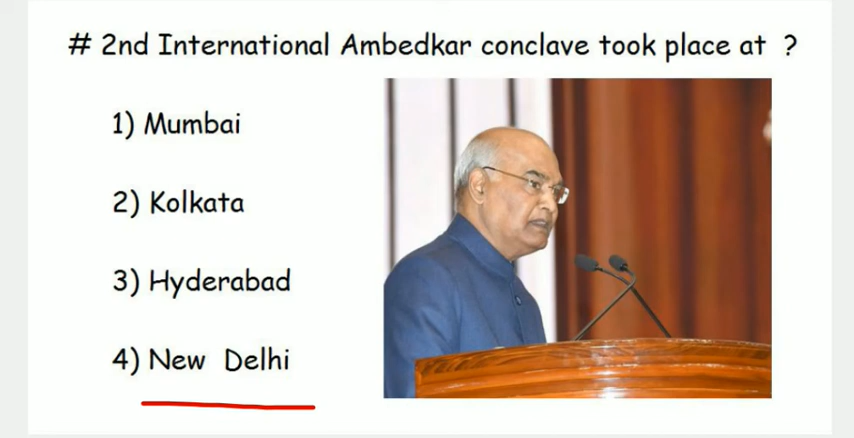 # 2nd International Ambedkar conclave took place at ?
1) Mumbai
2) Kolkata
3) Hyderabad
4) New Delhi